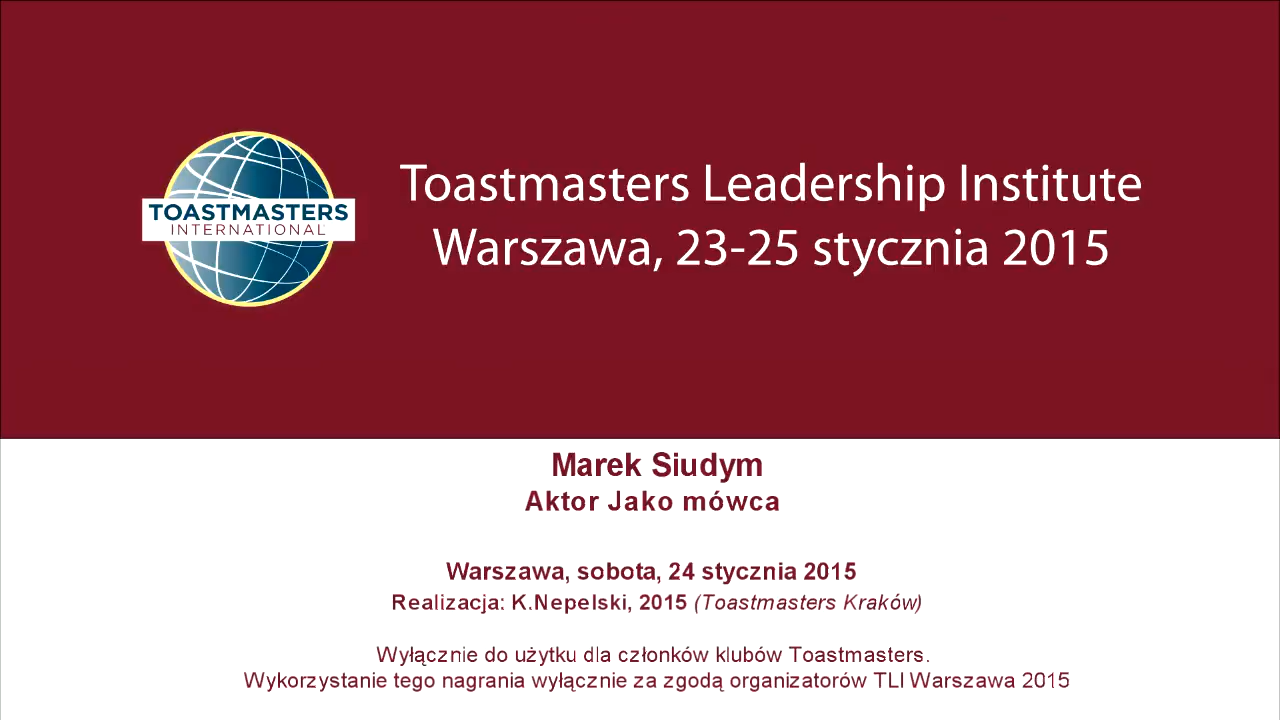 TOASTMASTERS
INTERNATIONAL
Toastmasters Leadership Institute
Warszawa, 23-25 stycznia 2015
Marek Siudym
Aktor Jako mówca
Warszawa, sobota, 24 stycznia 2015
Realizacja: K.Nepelski, 2015 (Toastmasters Kraków)
Wyłącznie do użytku dla członków klubów Toastmasters.
Wykorzystanie tego nagrania wyłącznie za zgodą organizatorów TLI Warszawa 2015